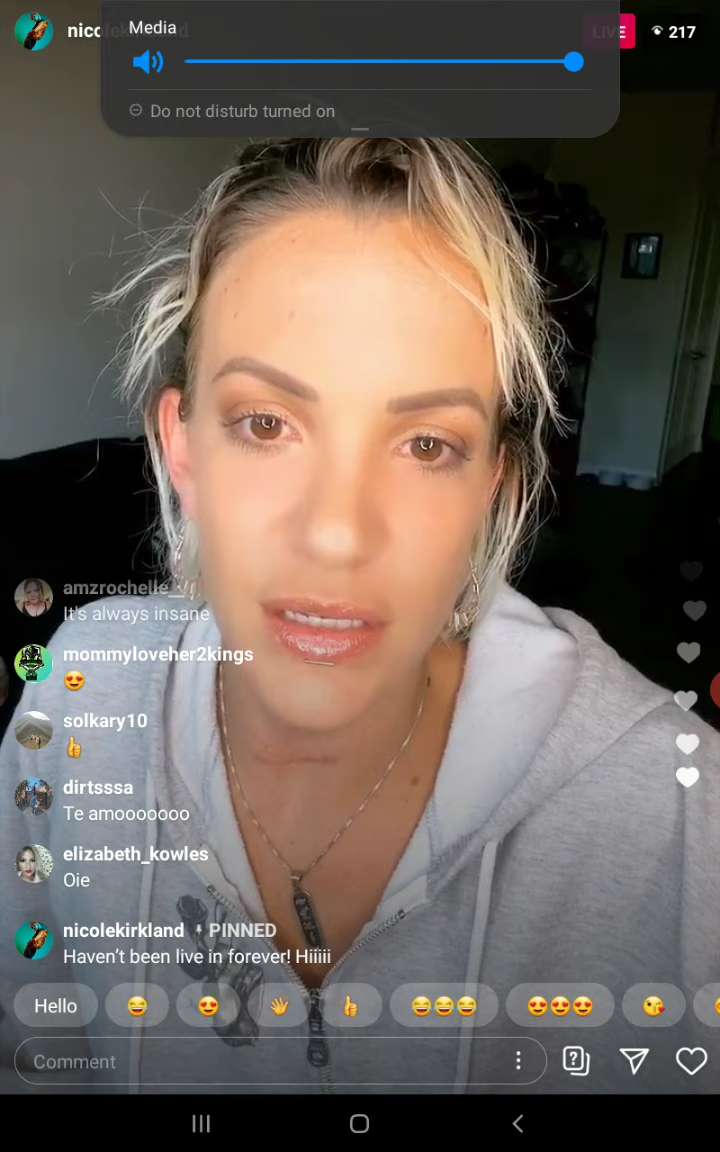 Media
LIVE
217
Do not disturb turned on
amzrochelle_
It's always insane
mommyloveher2kings
😍
solkary10
👍
dirtsssa
Te amooooooo
elizabeth_kowles
Oie
nicolekirkland PINNED
Haven't been live in forever! Hiiiii
Hello 😂 😍 👋 👍 😂😂😂 😍😍😍 😘
Comment